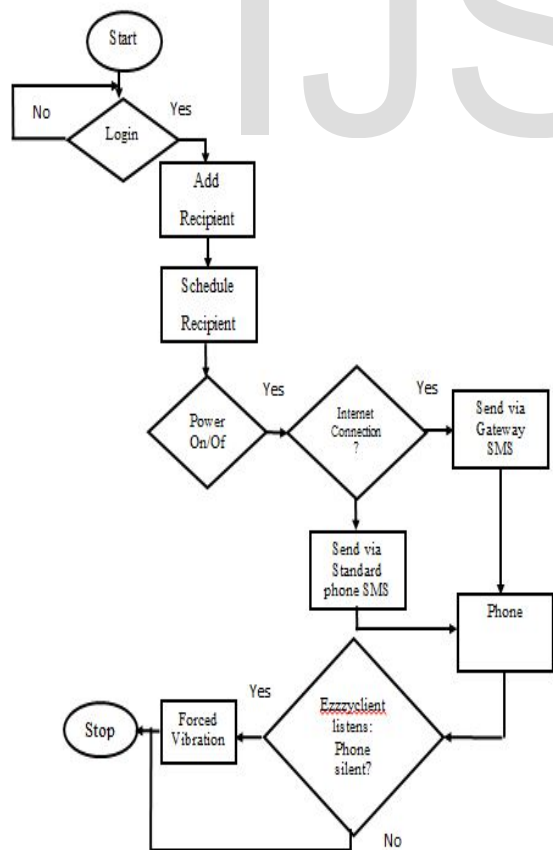 IJS
Start
No
Yes
Login
Add
Recipient
Schedule
Recipient
Yes
Yes
Power
On/Of
Internet
Connection
?
Send via
Gateway
SMS
Send via
Standard
phone SMS
Phone
Yes
Ezzzyclient
listens:
Phone
silent?
Forced
Vibration
Stop
No